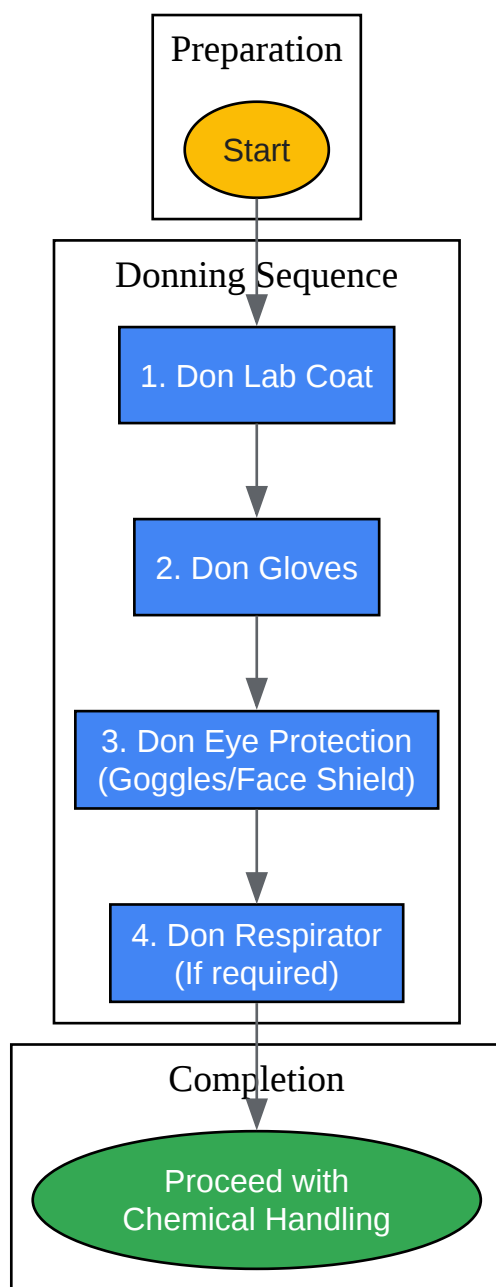 Preparation
Start
Donning Sequence
1. Don Lab Coat
2. Don Gloves
3. Don Eye Protection
(Goggles/Face Shield)
4. Don Respirator
(If required)
Completion
Proceed with
Chemical Handling